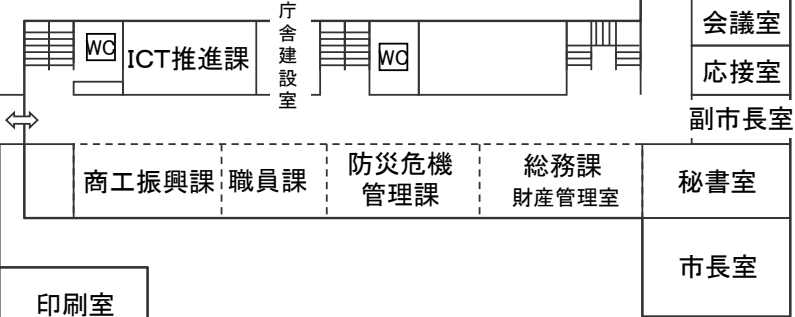 会議室
WC
ICT推進課
庁舎建設室
WC
応接室
副市長室
商工振興課
職員課
防災危機
管理課
総務課
財産管理室
秘書室
市長室
印刷室